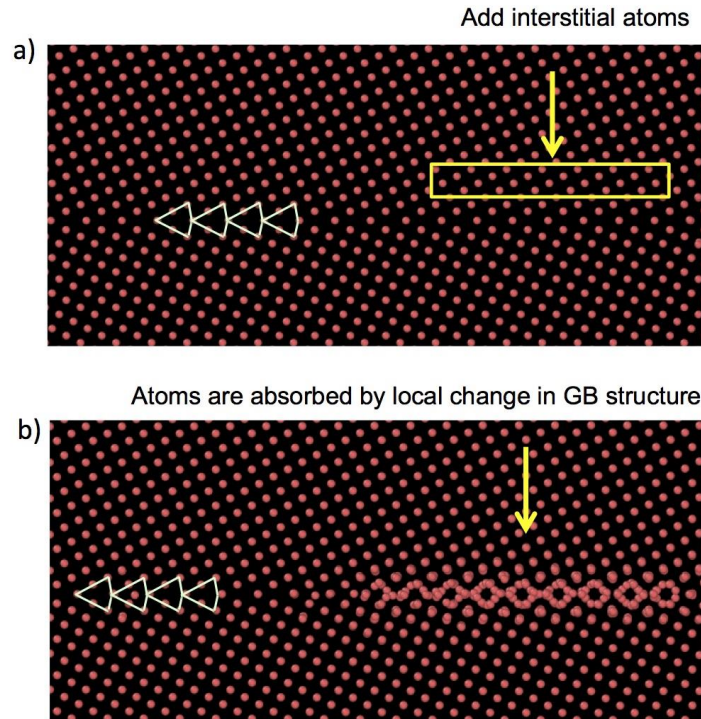 Add interstitial atoms
a)
Atoms are absorbed by local change in GB structure
b)